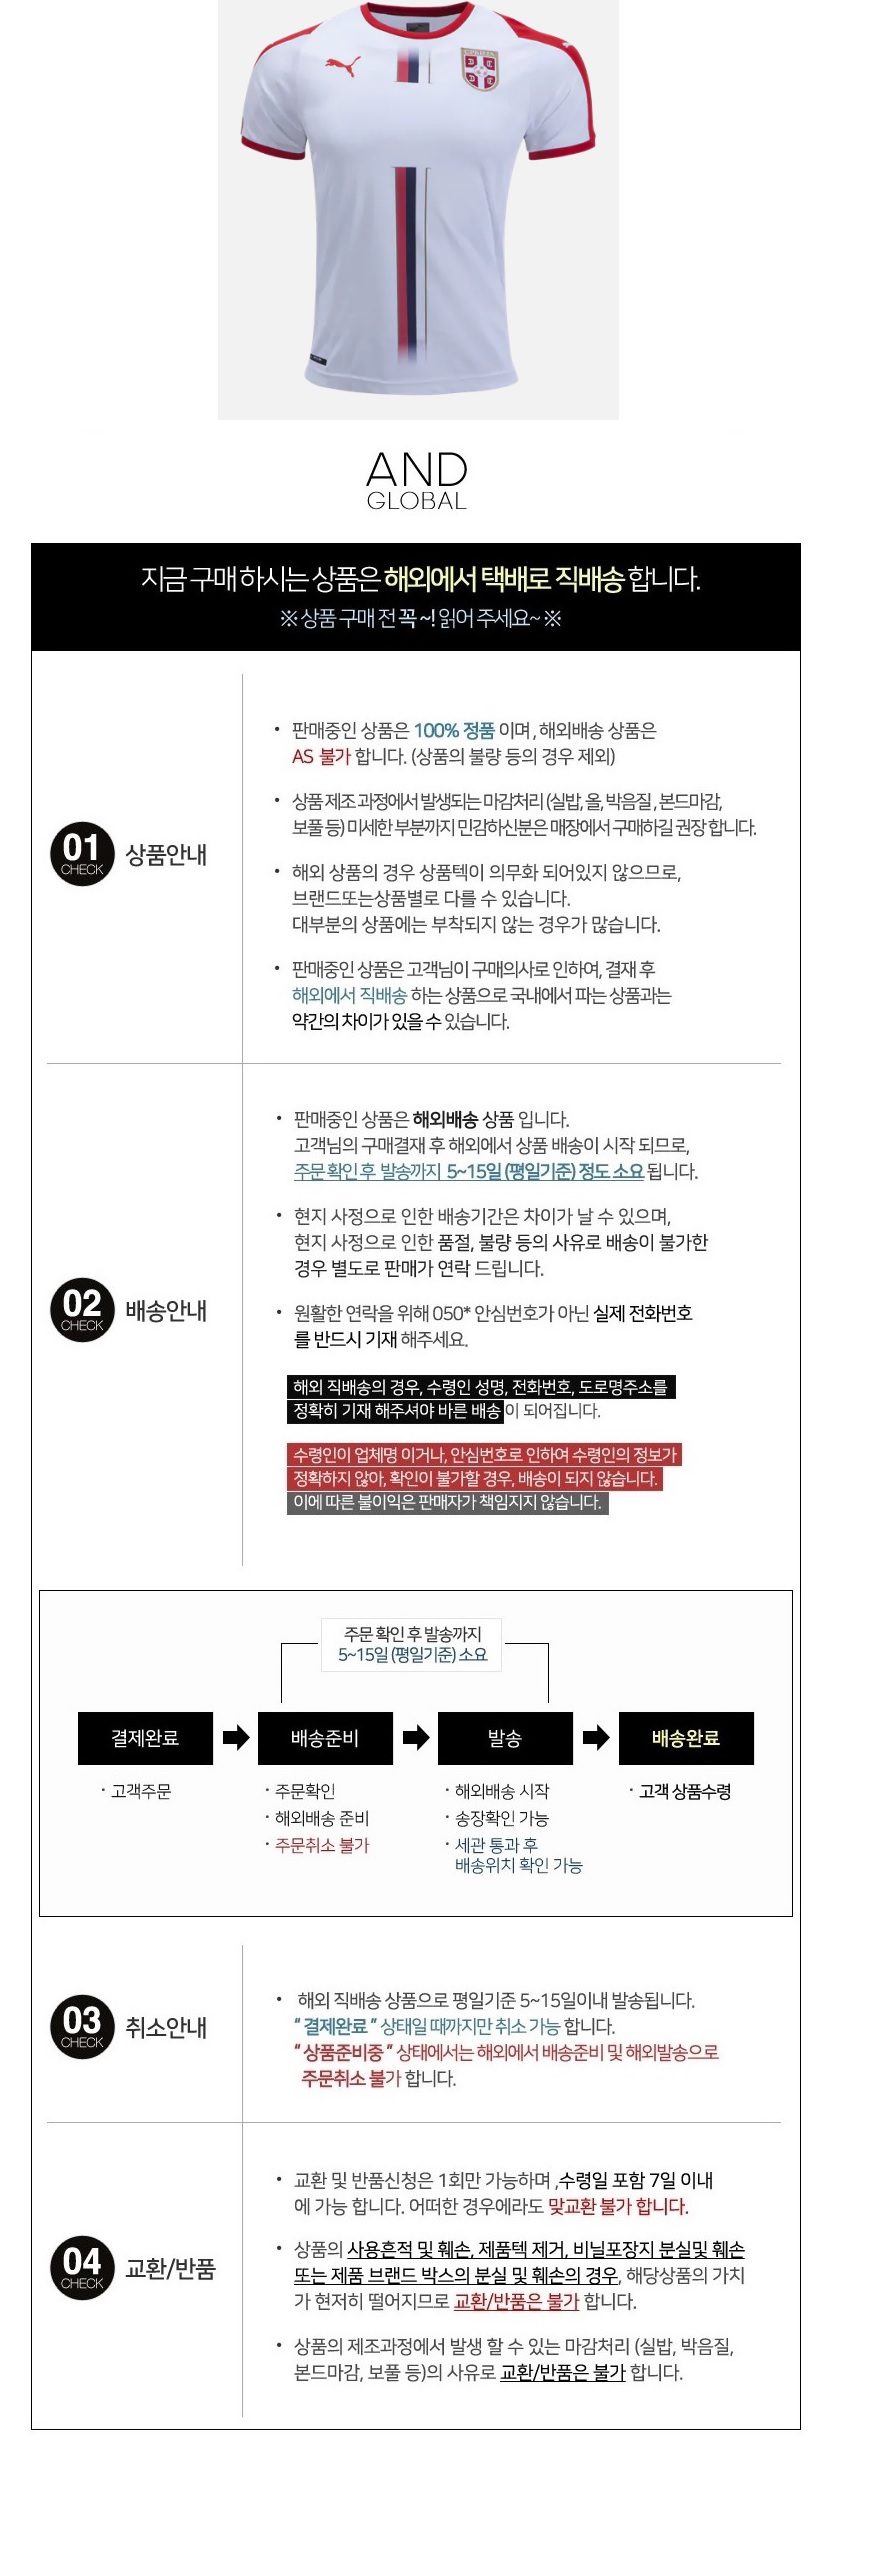 AND
GLOBAL
지금 구매 하시는 상품은 해외에서 택배로 직배송 합니다.
※ 상품 구매 전 꼭 ~! 읽어 주세요~ ※
01
CHECK
상품안내
• 판매중인 상품은 100% 정품 이며 , 해외배송 상품은
AS 불가 합니다. (상품의 불량 등의 경우 제외)
• 상품 제조 과정에서 발생되는 마감처리 (실밥, 올, 박음질 , 본드마감,
보풀 등) 미세한 부분까지 민감하신분은 매장에서 구매하길 권장 합니다.
• 해외 상품의 경우 상품텍이 의무화 되어있지 않으므로,
브랜드또는상품별로 다를 수 있습니다.
대부분의 상품에는 부착되지 않는 경우가 많습니다.
• 판매중인 상품은 고객님이 구매의사로 인하여, 결재 후
해외에서 직배송 하는 상품으로 국내에서 파는 상품과는
약간의 차이가 있을 수 있습니다.
02
CHECK
배송안내
• 판매중인 상품은 해외배송 상품 입니다.
고객님의 구매결재 후 해외에서 상품 배송이 시작 되므로,
주문 확인 후 발송까지 5~15일 (평일기준) 정도 소요 됩니다.
• 현지 사정으로 인한 배송기간은 차이가 날 수 있으며,
현지 사정으로 인한 품절, 불량 등의 사유로 배송이 불가한
경우 별도로 판매가 연락 드립니다.
• 원활한 연락을 위해 050* 안심번호가 아닌 실제 전화번호
를 반드시 기재 해주세요.
해외 직배송의 경우, 수령인 성명, 전화번호, 도로명주소를
정확히 기재 해주셔야 바른 배송 이 되어집니다.
수령인이 업체명 이거나, 안심번호로 인하여 수령인의 정보가
정확하지 않아, 확인이 불가할 경우, 배송이 되지 않습니다.
이에 따른 불이익은 판매자가 책임지지 않습니다.
주문 확인 후 발송까지
5~15일 (평일기준) 소요
결제완료
배송준비
발송
배송완료
· 고객주문
· 주문확인
· 해외배송 준비
· 주문취소 불가
· 해외배송 시작
· 송장확인 가능
· 세관 통과 후
배송위치 확인 가능
· 고객 상품수령
03
CHECK
취소안내
• 해외 직배송 상품으로 평일기준 5~15일이내 발송됩니다.
“ 결제완료 ” 상태일 때까지만 취소 가능 합니다.
“ 상품준비중 ” 상태에서는 해외에서 배송준비 및 해외발송으로
주문취소 불가 합니다.
04
CHECK
교환/반품
• 교환 및 반품신청은 1회만 가능하며 ,수령일 포함 7일 이내
에 가능 합니다. 어떠한 경우에라도 맞교환 불가 합니다.
• 상품의 사용흔적 및 훼손, 제품텍 제거, 비닐포장지 분실및 훼손
또는 제품 브랜드 박스의 분실 및 훼손의 경우, 해당상품의 가치
가 현저히 떨어지므로 교환/반품은 불가 합니다.
• 상품의 제조과정에서 발생 할 수 있는 마감처리 (실밥, 박음질,
본드마감, 보풀 등)의 사유로 교환/반품은 불가 합니다.